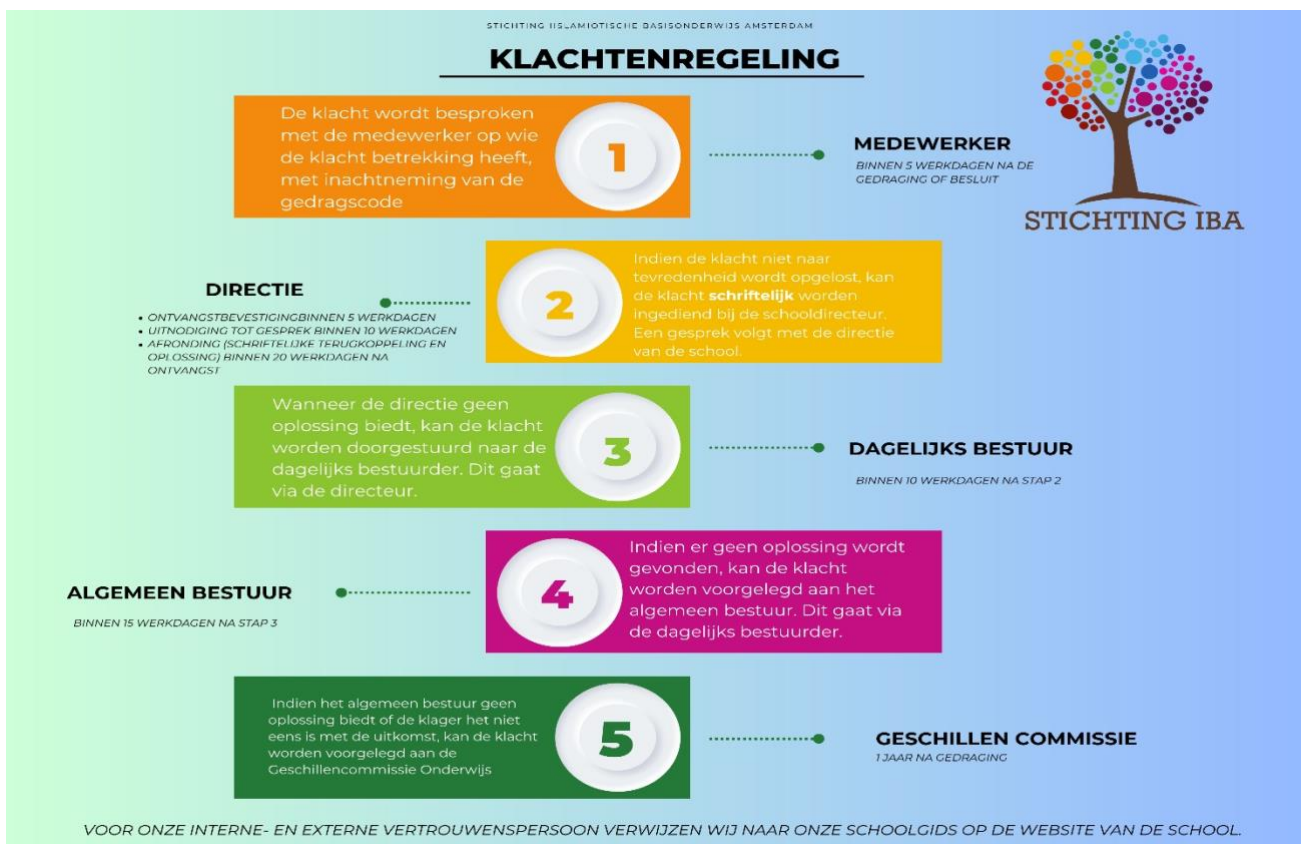 STICHTING IISLAMIOTISCHE BASISONDERWIJS AMSTERDAM
KLACHTENREGELING
STICHTING IBA
De klacht wordt besproken
met de medewerker op wie
de klacht betrekking heeft,
met inachtneming van de
gedragscode
1
MEDEWERKER
BINNEN 5 WERKDAGEN NA DE
GEDRAGING OF BESLUIT
2
Indien de klacht niet naar
tevredenheid wordt opgelost, kan
de klacht schriftelijk worden
ingediend bij de schooldirecteur.
Een gesprek volgt met de directie
van de school.
DIRECTIE
• ONTVANGSTBEVESTIGINGBINNEN 5 WERKDAGEN
• UITNODIGING TOT GESPREK BINNEN 10 WERKDAGEN
• AFRONDING (SCHRIFTELIJKE TERUGKOPPELING EN
OPLOSSING) BINNEN 20 WERKDAGEN NA
ONTVANGST
Wanneer de directie geen
oplossing biedt, kan de klacht
worden doorgestuurd naar de
dagelijks bestuurder. Dit gaat
via de directeur.
3
DAGELIJKS BESTUUR
BINNEN 10 WERKDAGEN NA STAP 2
4
Indien er geen oplossing wordt
gevonden, kan de klacht
worden voorgelegd aan het
algemeen bestuur. Dit gaat via
de dagelijks bestuurder.
ALGEMEEN BESTUUR
BINNEN 15 WERKDAGEN NA STAP 3
Indien het algemeen bestuur geen
oplossing biedt of de klager het niet
eens is met de uitkomst, kan de klacht
worden voorgelegd aan de
Geschillencommissie Onderwijs
5
GESCHILLEN COMMISSIE
1 JAAR NA GEDRAGING
VOOR ONZE INTERNE- EN EXTERNE VERTROUWENSPERSOON VERWIJZEN WIJ NAAR ONZE SCHOOLGIDS OP DE WEBSITE VAN DE SCHOOL.